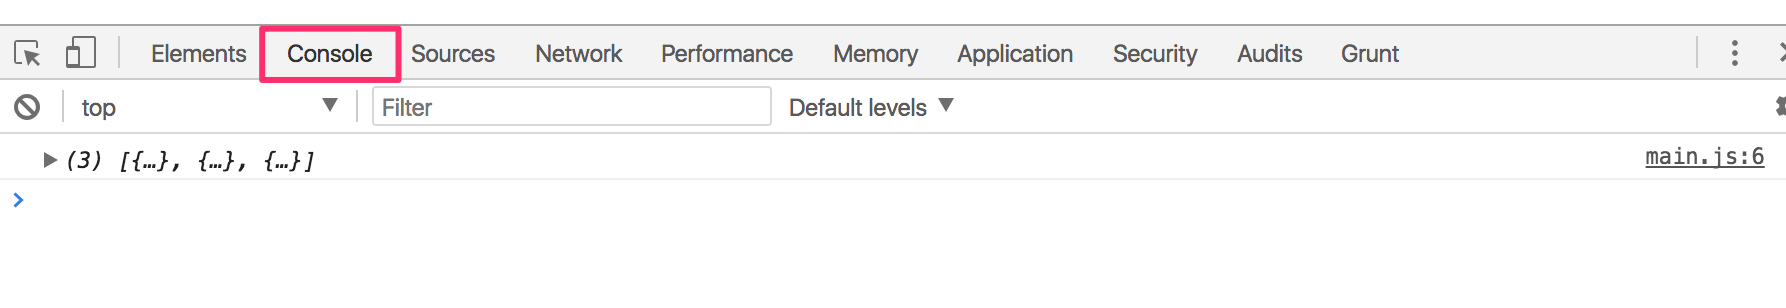 Elements Console Sources Network Performance Memory Application Security Audits Grunt
top Filter Default levels
(3) [{…}, {…}, {…}] main.js:6